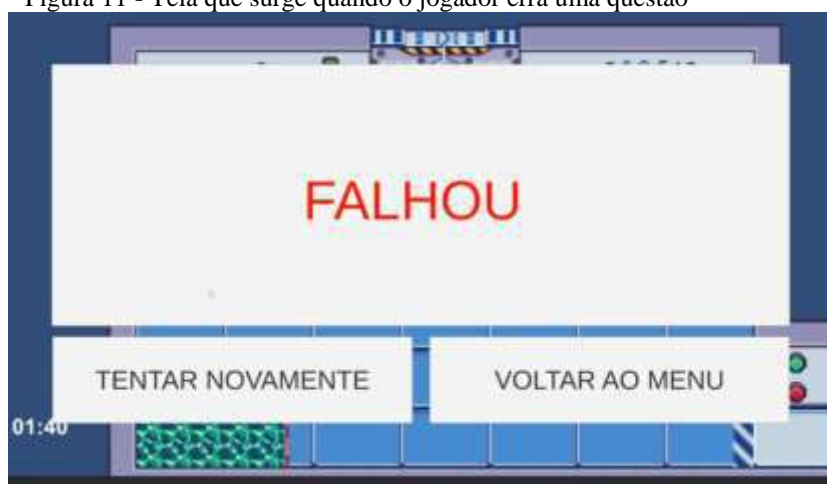 Figura 11 - Tela que surge quando o jogador erra uma questão
FALHOU
TENTAR NOVAMENTE
VOLTAR AO MENU
01:40